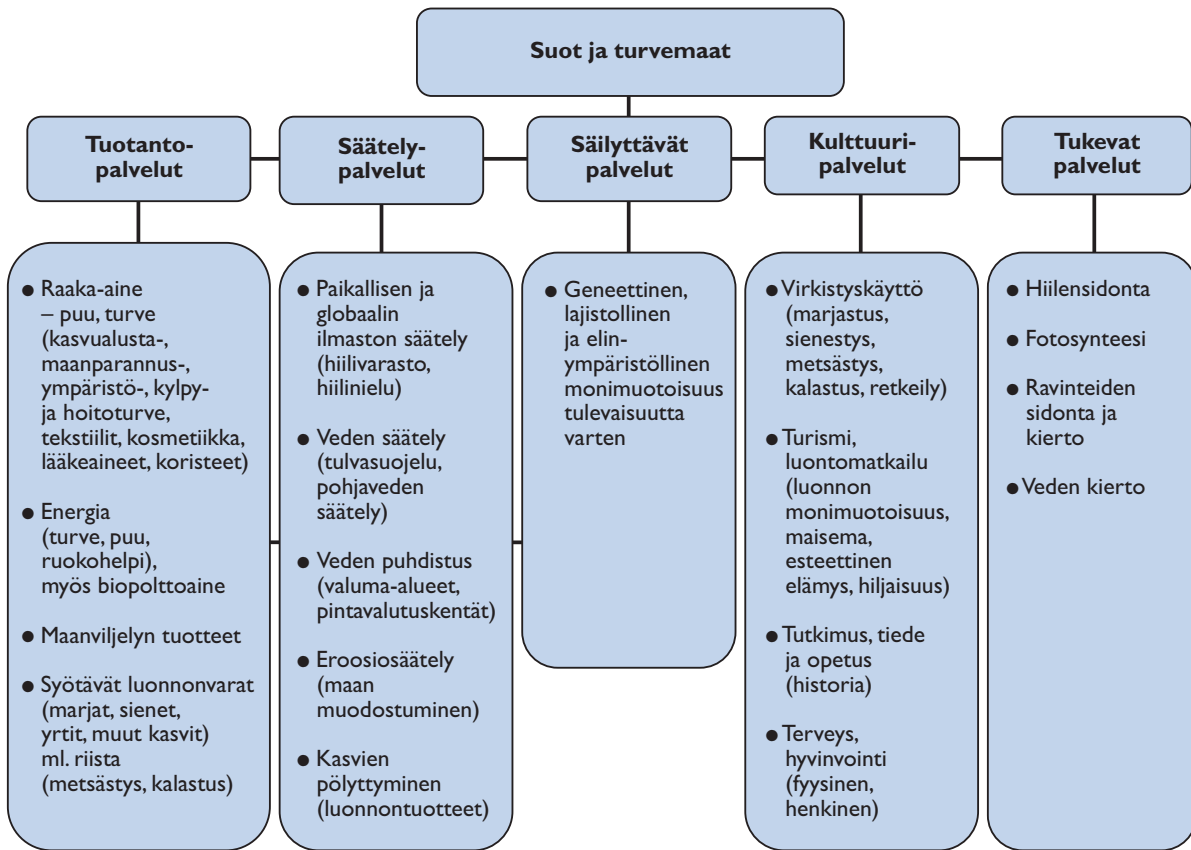 Suot ja turvemaat
Tuotanto-
palvelut
Säätely-
palvelut
Säilyttävät
palvelut
Kulttuuri-
palvelut
Tukevat
palvelut
● Raaka-aine
– puu, turve
(kasvualusta-,
maanparannus-,
ympäristö-, kylpy-
ja hoitoturve,
tekstiilit, kosmetiikka,
lääkeaineet, koristeet)
● Energia
(turve, puu,
ruokohelpi),
myös biopolttoaine
● Maanviljelyn tuotteet
● Syötävät luonnonvarat
(marjat, sienet,
yrtit, muut kasvit)
ml. riista
(metsästys, kalastus)
● Paikallisen ja
globaalin
ilmaston säätely
(hiilivarasto,
hiilinielu)
● Veden säätely
(tulvasuojelu,
pohjaveden
säätely)
● Veden puhdistus
(valuma-alueet,
pintavalutuskentät)
● Eroosiosäätely
(maan
muodostuminen)
● Kasvien
pölyttyminen
(luonnontuotteet)
● Geneettinen,
lajistollinen
ja elin-
ympäristöllinen
monimuotoisuus
tulevaisuutta
varten
● Virkistyskäyttö
(marjastus,
sienestys,
metsästys,
kalastus, retkeily)
● Turismi,
luontomatkailu
(luonnon
monimuotoisuus,
maisema,
esteettinen
elämys, hiljaisuus)
● Tutkimus, tiede
ja opetus
(historia)
● Terveys,
hyvinvointi
(fyysinen,
henkinen)
● Hiilensidonta
● Fotosynteesi
● Ravinteiden
sidonta ja
kierto
● Veden kierto